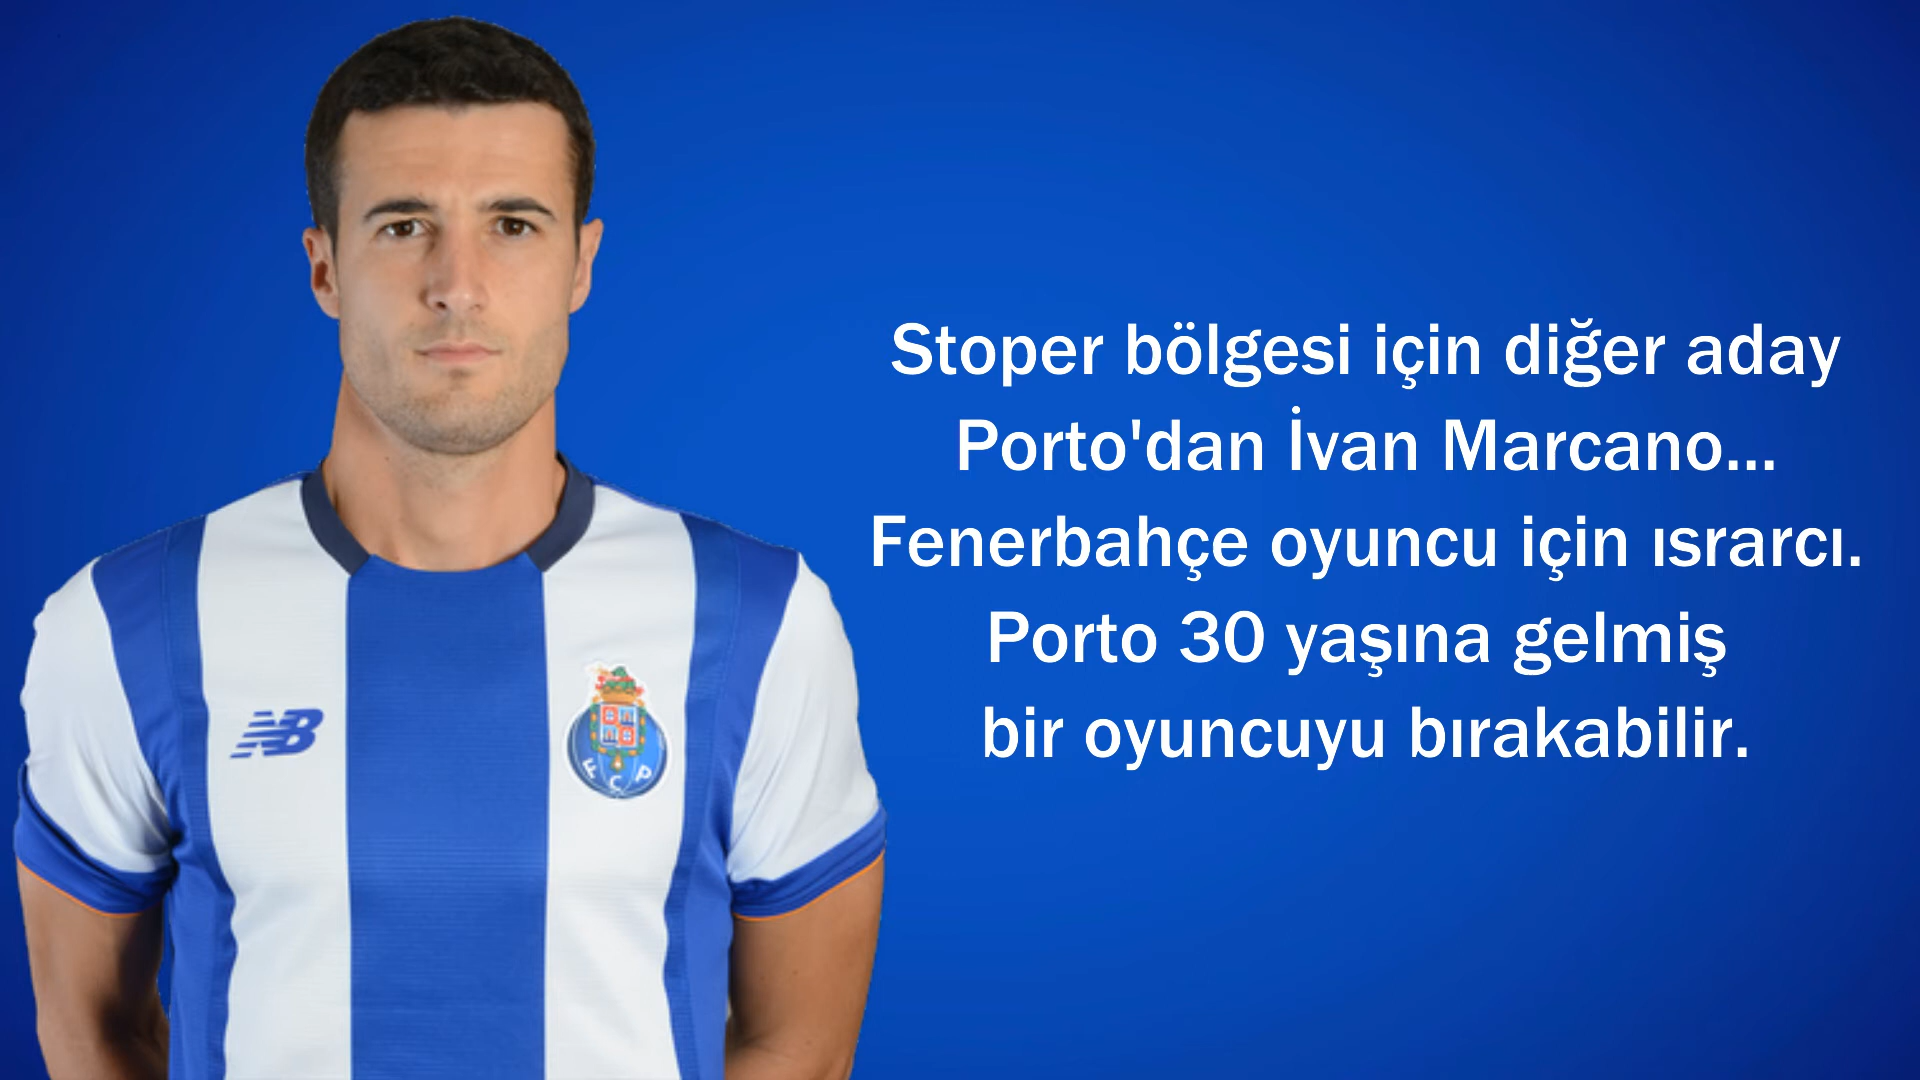 Stoper bölgesi için diğer aday
Porto'dan İvan Marcano...
Fenerbahçe oyuncu için ısrarcı.
Porto 30 yaşına gelmiş
bir oyuncuyu bırakabilir.
NB
F C P